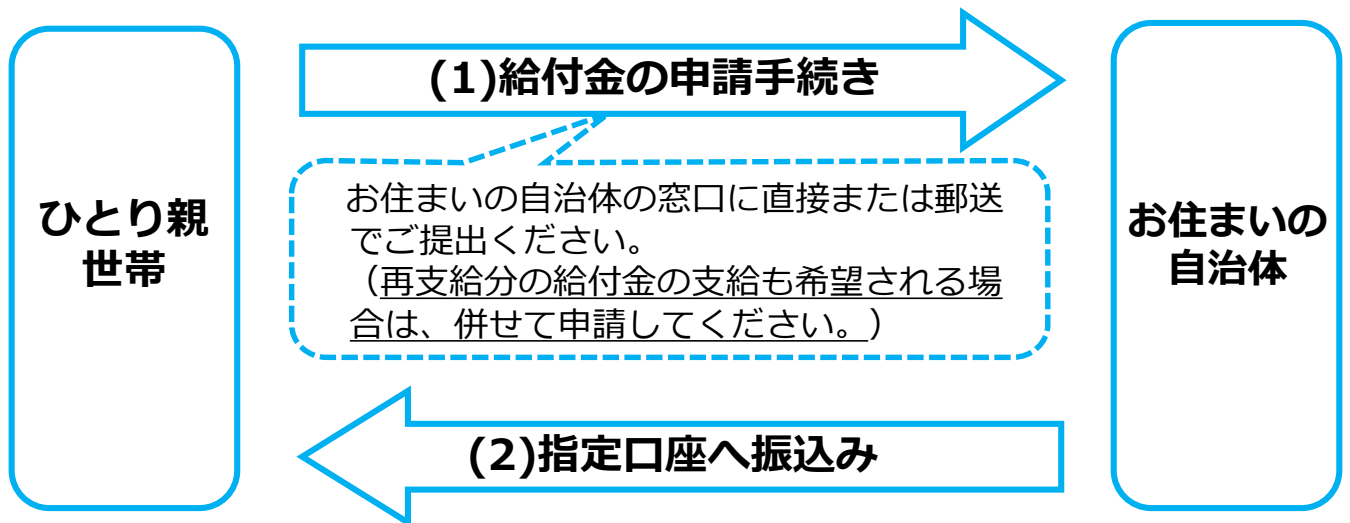 (1)給付金の申請手続き
ひとり親
世帯
お住まいの自治体の窓口に直接または郵送
でご提出ください。
（再支給分の給付金の支給も希望される場
合は、併せて申請してください。）
お住まいの
自治体
(2)指定口座へ振込み